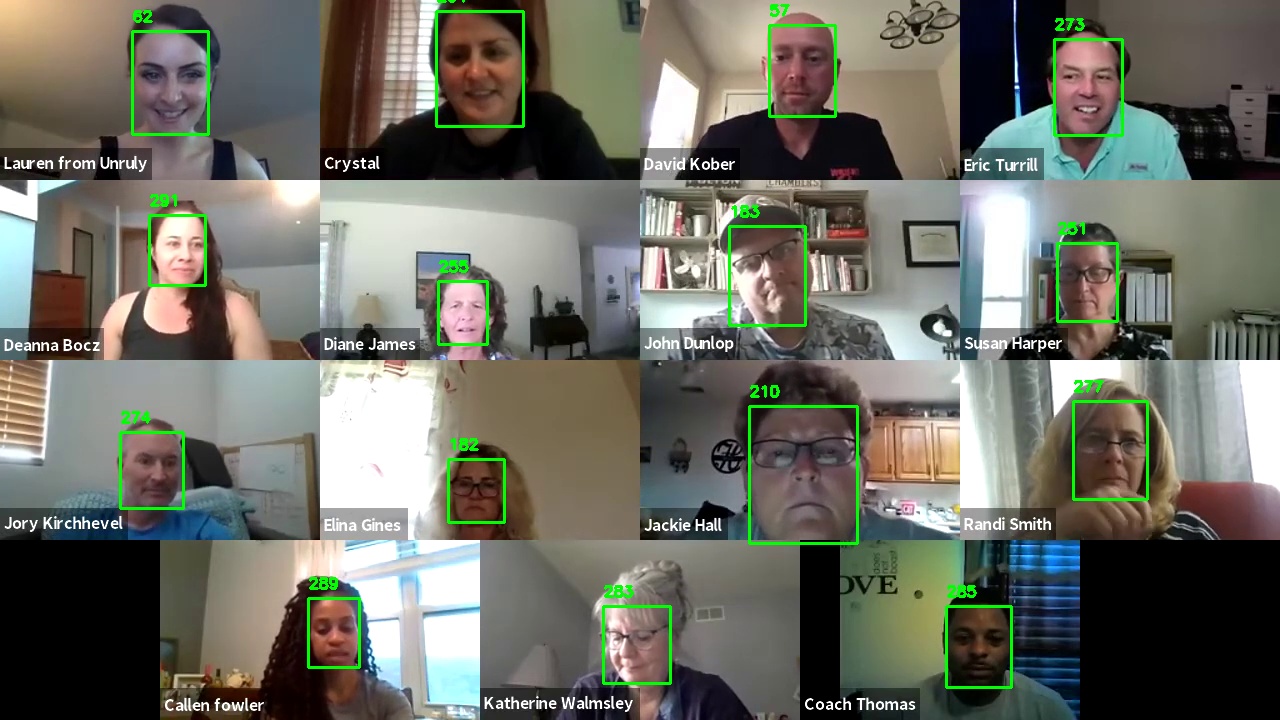 62
57
273
Lauren from Unruly
Crystal
David Kober
Eric Turrill
291
255
183
Deanna Bocz
Diane James
John Dunlop
Susan Harper
274
182
210
277
Jory Kirchhevel
Elina Gines
Jackie Hall
Randi Smith
289
283
285
OVE
Callen fowler
Katherine Walmsley
Coach Thomas